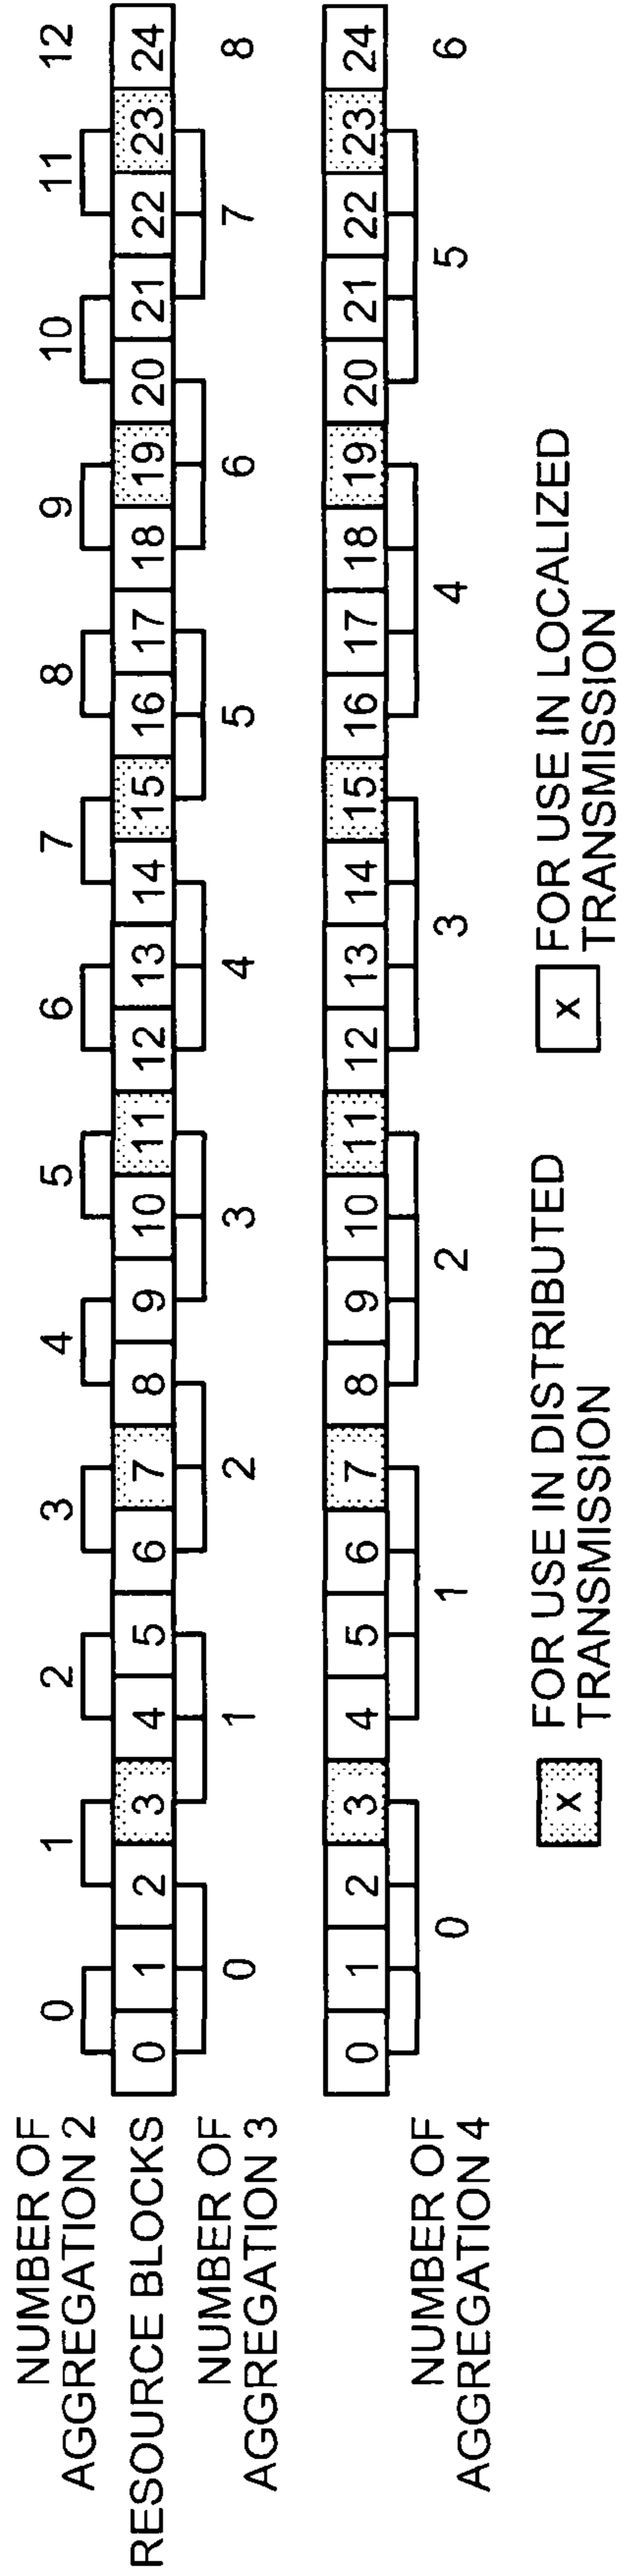 0 1 2 3 4 5 6 7 8 9 10 11 12
NUMBER OF
AGGREGATION 2
RESOURCE BLOCKS
0 1 2 3 4 5 6 7 8 9 10 11 12 13 14 15 16 17 18 19 20 21 22 23 24
NUMBER OF
AGGREGATION 3
0 1 2 3 4 5 6 7 8
0 1 2 3 4 5 6 7 8 9 10 11 12 13 14 15 16 17 18 19 20 21 22 23 24
NUMBER OF
AGGREGATION 4
0 1 2 3 4 5 6
x FOR USE IN DISTRIBUTED
TRANSMISSION
x FOR USE IN LOCALIZED
TRANSMISSION